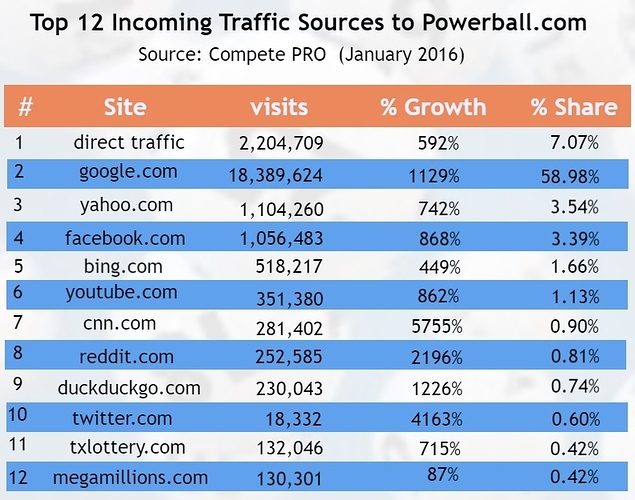 Top 12 Incoming Traffic Sources to Powerball.com
Source: Compete PRO (January 2016)
# Site visits % Growth % Share
1 direct traffic 2,204,709 592% 7.07%
2 google.com 18,389,624 1129% 58.98%
3 yahoo.com 1,104,260 742% 3.54%
4 facebook.com 1,056,483 868% 3.39%
5 bing.com 518,217 449% 1.66%
6 youtube.com 351,380 862% 1.13%
7 cnn.com 281,402 5755% 0.90%
8 reddit.com 252,585 2196% 0.81%
9 duckduckgo.com 230,043 1226% 0.74%
10 twitter.com 18,332 4163% 0.60%
11 txlottery.com 132,046 715% 0.42%
12 megamillions.com 130,301 87% 0.42%